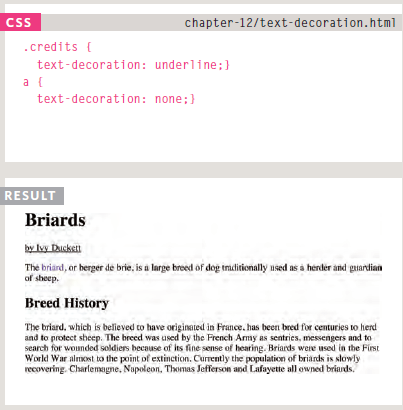 CSS
chapter-12/text-decoration.html
.credits {
text-decoration: underline;}
a {
text-decoration: none;}
RESULT
Briards
by Ivy Duckett
The briard, or berger de brie, is a large breed of dog traditionally used as a herder and guardian
of sheep.
Breed History
The briard, which is believed to have originated in France, has been bred for centuries to herd
and to protect sheep. The breed was used by the French Army as sentries, messengers and to
search for wounded soldiers because of its fine sense of hearing. Briards were used in the First
World War almost to the point of extinction. Currently the population of briards is slowly
recovering. Charlemagne, Napoleon, Thomas Jefferson and Lafayette all owned briards.